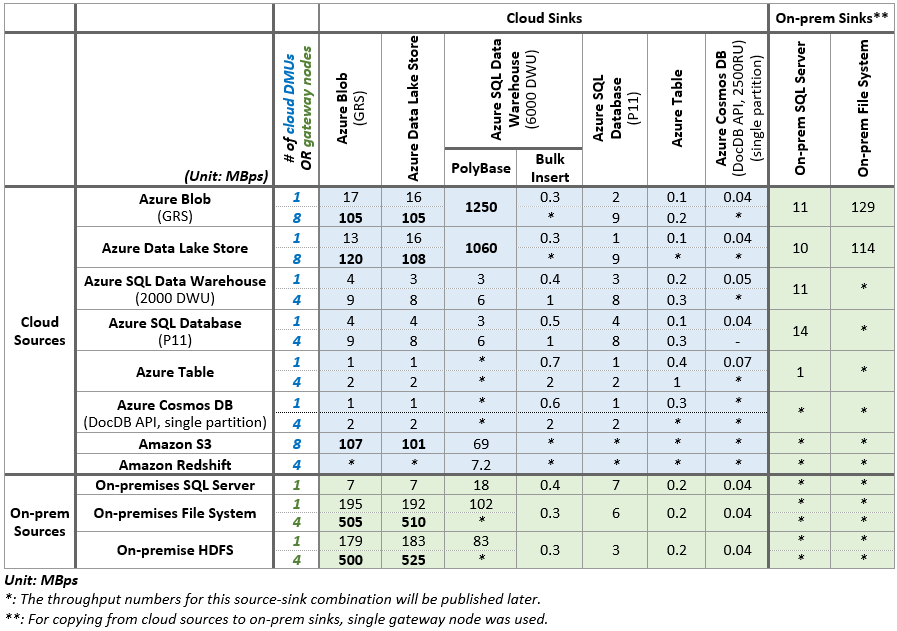 Cloud Sinks On-prem Sinks**
(Unit: MBps) # of cloud DMUs OR gateway nodes Azure Blob (GRS) Azure Data Lake Store Azure SQL Data Warehouse (6000 DWU) Azure SQL Database (P11) Azure Table Azure Cosmos DB (DocDB API, 2500RU) (single partition) On-prem SQL Server On-prem File System
PolyBase Bulk Insert
Cloud Sources
Azure Blob (GRS)
1 17 16 1250 0.3 2 0.1 0.04 11 129
8 105 105 * 9 0.2 *
Azure Data Lake Store
1 13 16 1060 0.3 1 0.1 0.04 10 114
8 120 108 * 9 * *
Azure SQL Data Warehouse (2000 DWU)
1 4 3 3 0.4 3 0.2 0.05 11 *
4 9 8 6 1 8 0.3 *
Azure SQL Database (P11)
1 4 4 3 0.5 4 0.1 0.04 14 *
4 9 8 6 1 8 0.3 -
Azure Table
1 1 1 * 0.7 1 0.4 0.07 1 *
4 2 2 * 2 2 1 *
Azure Cosmos DB (DocDB API, single partition)
1 1 1 * 0.6 1 0.3 * *
4 2 2 * 2 2 * *
Amazon S3 8 107 101 69 * * * * * *
Amazon Redshift 4 * * 7.2 * * * * * *
On-prem Sources
On-premises SQL Server 1 7 7 18 0.4 7 0.2 0.04 * *
On-premises File System
1 195 192 102 0.3 6 0.2 0.04 * *
4 505 510 * * *
On-premise HDFS
1 179 183 83 0.3 3 0.2 0.04 * *
4 500 525 * * *
Unit: MBps
*: The throughput numbers for this source-sink combination will be published later.
**: For copying from cloud sources to on-prem sinks, single gateway node was used.